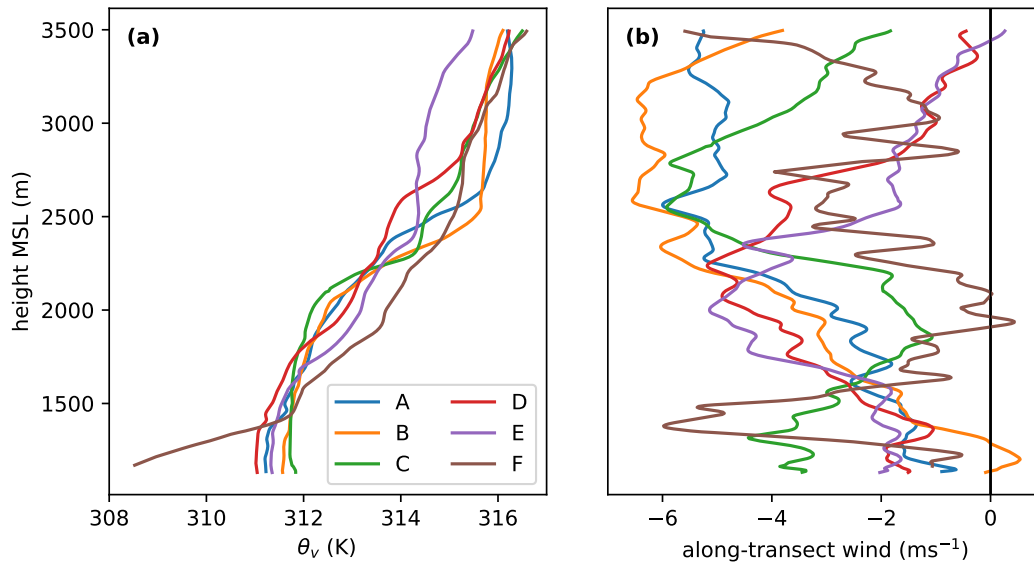 (a)
(b)
3500
3000
2500
2000
1500
height MSL (m)
A
B
C
D
E
F
308
310
312
314
316
θv (K)
−6
−4
−2
0
along-transect wind (ms−1)